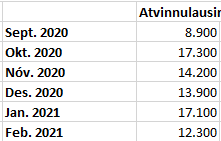 Atvinnulausir
Sept. 2020 8.900
Okt. 2020 17.300
Nóv. 2020 14.200
Des. 2020 13.900
Jan. 2021 17.100
Feb. 2021 12.300